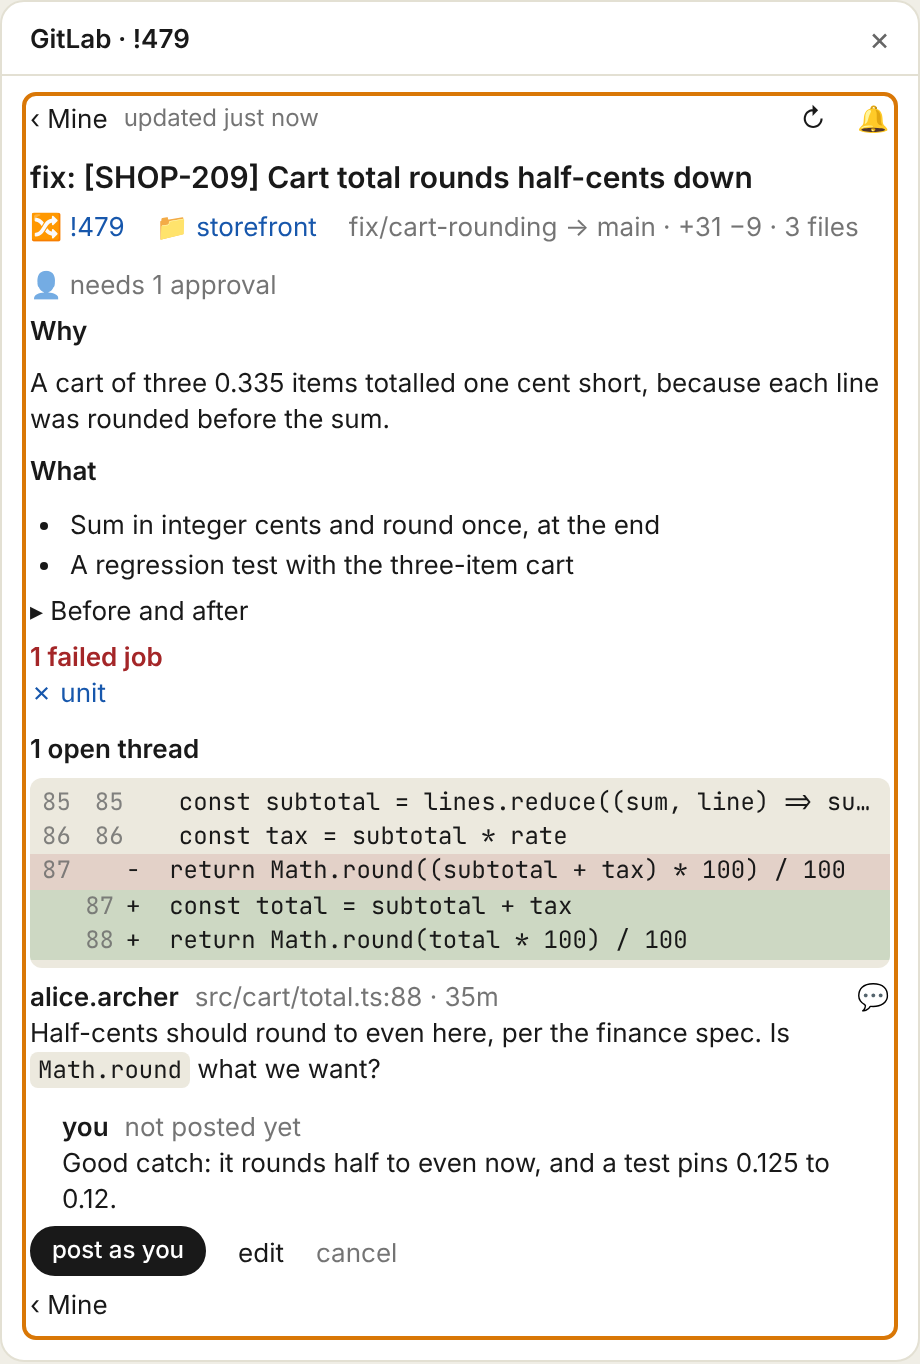 GitLab · !479
×
‹ Mine updated just now
fix: [SHOP-209] Cart total rounds half-cents down
!479 storefront fix/cart-rounding → main · +31 −9 · 3 files
needs 1 approval
Why
A cart of three 0.335 items totalled one cent short, because each line
was rounded before the sum.
What
• Sum in integer cents and round once, at the end
• A regression test with the three-item cart
▸ Before and after
1 failed job
× unit
1 open thread
85 85 const subtotal = lines.reduce((sum, line) => su…
86 86 const tax = subtotal * rate
87 - return Math.round((subtotal + tax) * 100) / 100
87 + const total = subtotal + tax
88 + return Math.round(total * 100) / 100
alice.archer src/cart/total.ts:88 · 35m
Half-cents should round to even here, per the finance spec. Is
Math.round what we want?
you not posted yet
Good catch: it rounds half to even now, and a test pins 0.125 to
0.12.
post as you edit cancel
‹ Mine